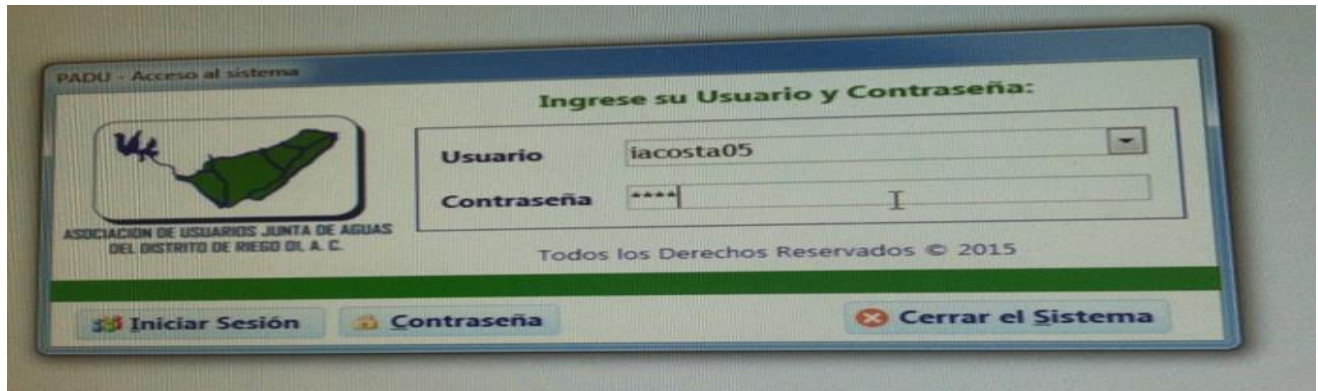 PADU - Acceso al sistema
Ingrese su Usuario y Contraseña:
Usuario
iacosta05
Contraseña
****
ASOCIACION DE USUARIOS JUNTA DE AGUAS
DEL DISTRITO DE RIEGO 01, A. C.
Todos los Derechos Reservados © 2015
Iniciar Sesión
Contraseña
Cerrar el Sistema